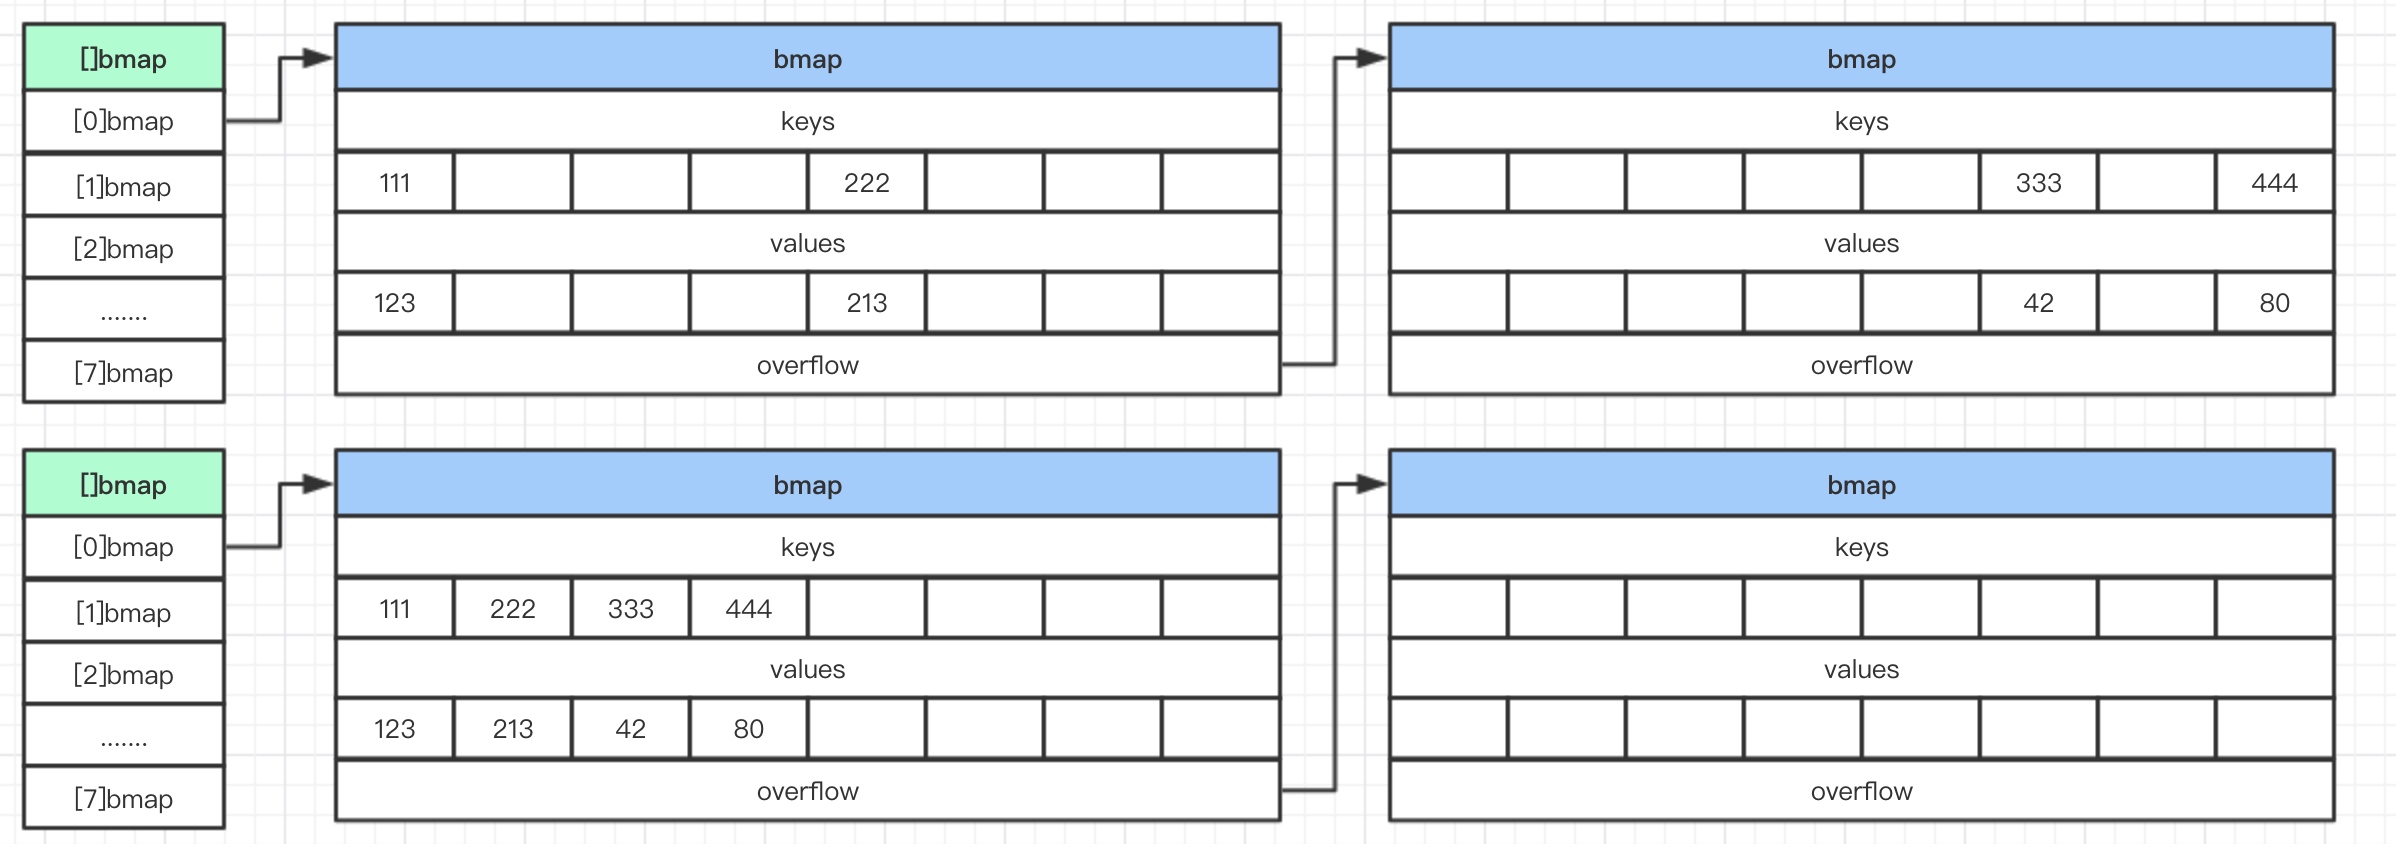 []bmap
[0]bmap
[1]bmap
[2]bmap
.......
[7]bmap
bmap
keys
111 222
values
123 213
overflow
bmap
keys
333 444
values
42 80
overflow
[]bmap
[0]bmap
[1]bmap
[2]bmap
.......
[7]bmap
bmap
keys
111 222 333 444
values
123 213 42 80
overflow
bmap
keys
values
overflow